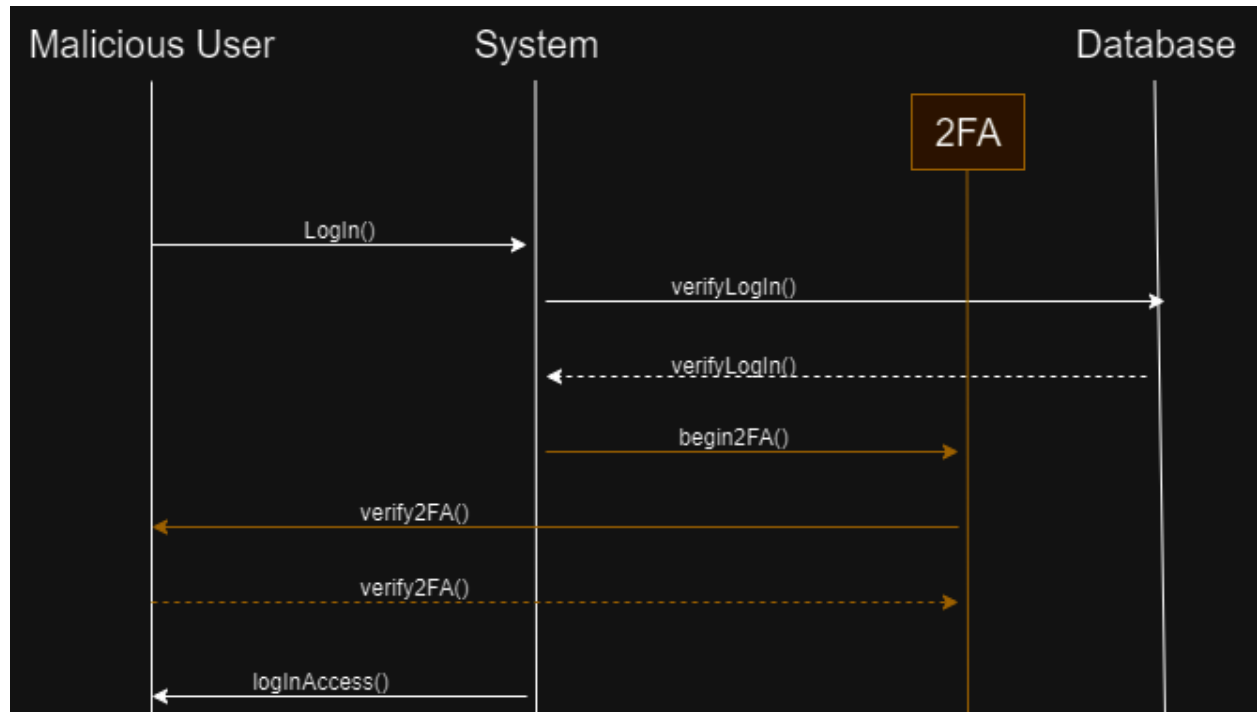 Malicious User
System
Database
2FA
LogIn()
verifyLogIn()
verifyLogIn()
begin2FA()
verify2FA()
verify2FA()
logInAccess()